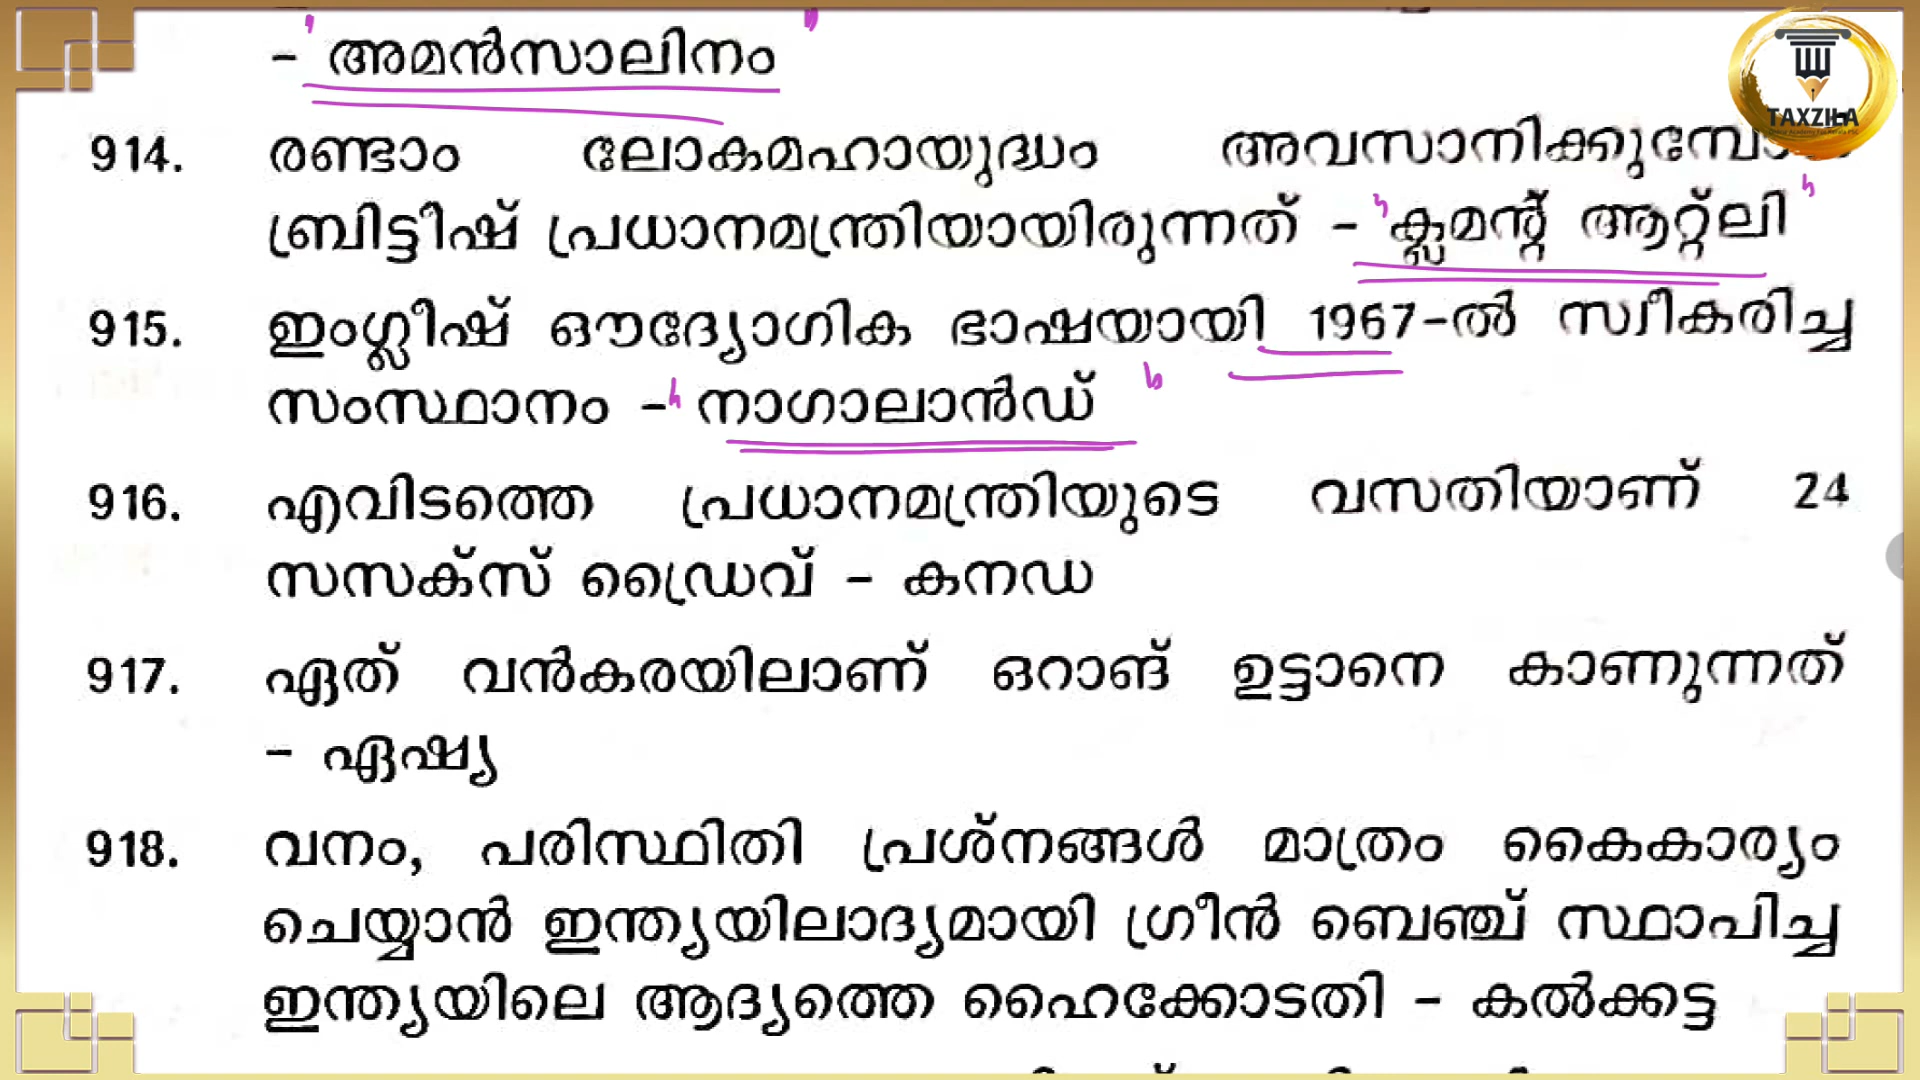 - അമൻസാലിനം
TAXZILA
914. രണ്ടാം ലോകമഹായുദ്ധം അവസാനിക്കുമ്പോൾ
ബ്രിട്ടീഷ് പ്രധാനമന്ത്രിയായിരുന്നത് - ക്ലമന്റ് ആറ്റ്ലി
915. ഇംഗ്ലീഷ് ഔദ്യോഗിക ഭാഷയായി 1967-ൽ സ്വീകരിച്ച
സംസ്ഥാനം - നാഗാലാൻഡ്
916. എവിടത്തെ പ്രധാനമന്ത്രിയുടെ വസതിയാണ് 24
സസക്സ് ഡ്രൈവ് - കനഡ
917. ഏത് വൻകരയിലാണ് ഒറാങ് ഉട്ടാനെ കാണുന്നത്
- ഏഷ്യ
918. വനം, പരിസ്ഥിതി പ്രശ്നങ്ങൾ മാത്രം കൈകാര്യം
ചെയ്യാൻ ഇന്ത്യയിലാദ്യമായി ഗ്രീൻ ബെഞ്ച് സ്ഥാപിച്ച
ഇന്ത്യയിലെ ആദ്യത്തെ ഹൈക്കോടതി - കൽക്കട്ട